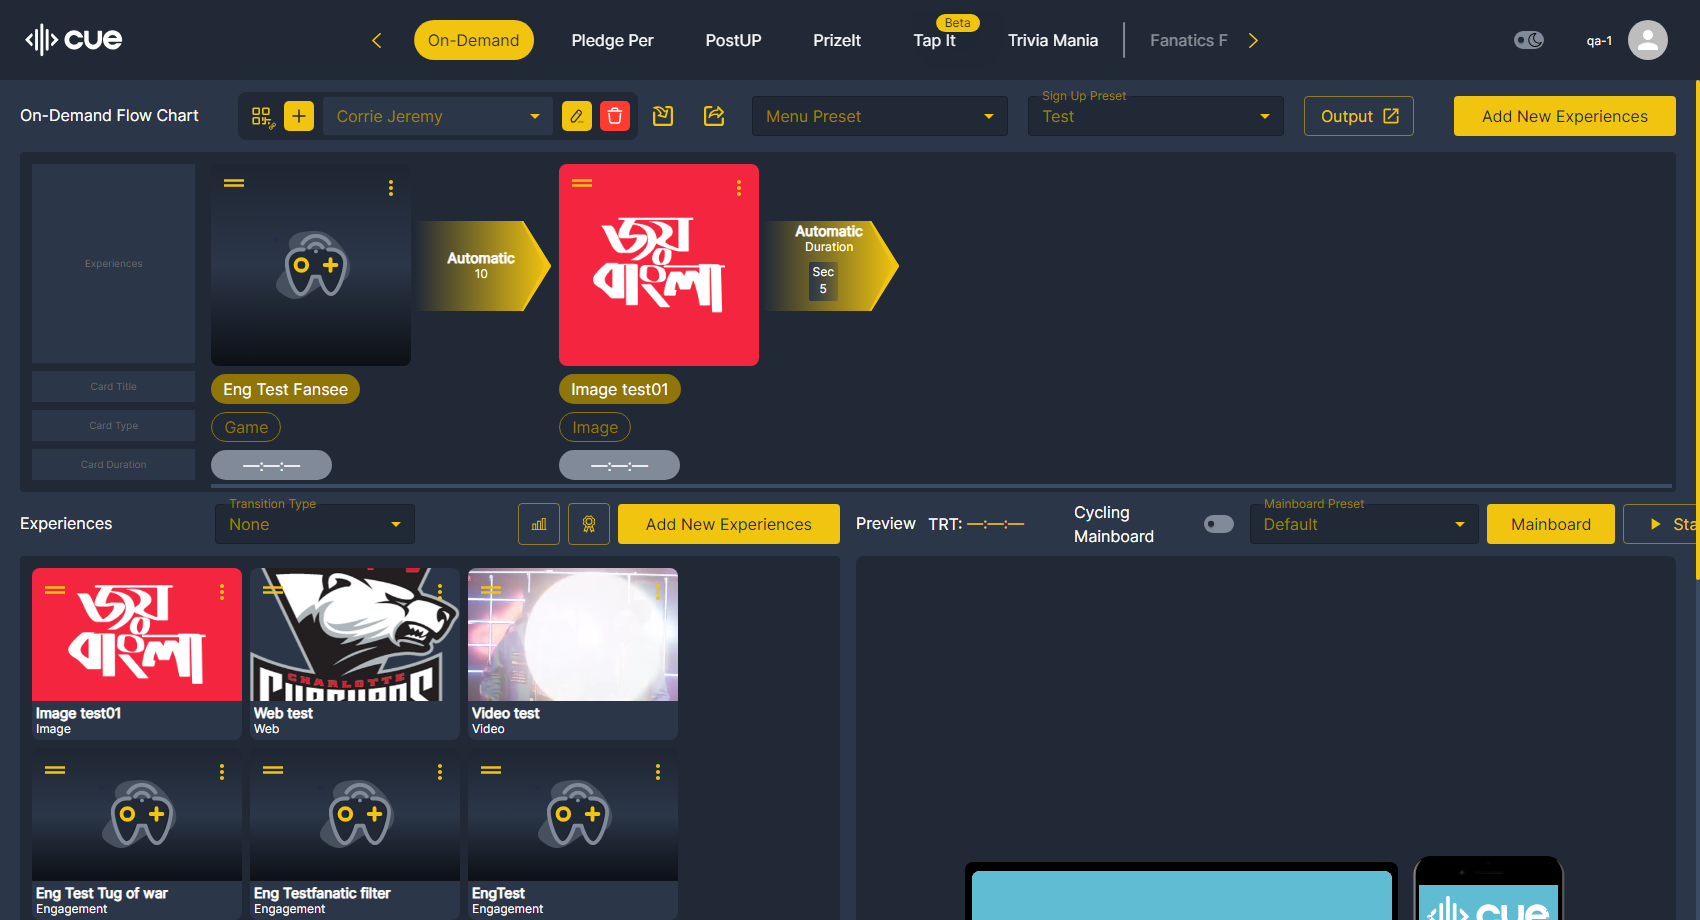 cue
On-Demand
Pledge Per
PostUP
PrizeIt
Beta
Tap It
Trivia Mania
Fanatics F
qa-1
On-Demand Flow Chart
Corrie Jeremy
Menu Preset
Sign Up Preset
Test
Output
Add New Experiences
Experiences
Automatic
10
জয়
বাংলা
Automatic
Duration
Sec
5
Card Title
Eng Test Fansee
Image test01
Card Type
Game
Image
Card Duration
—:—:—
—:—:—
Experiences
Transition Type
None
Add New Experiences
Preview
TRT: —:—:—
Cycling
Mainboard
Mainboard Preset
Default
Mainboard
Sta
জয়
বাংলা
CHARLOTTE
Image test01
Image
Web test
Web
Video test
Video
Eng Test Tug of war
Engagement
Eng Testfanatic filter
Engagement
EngTest
Engagement
cue